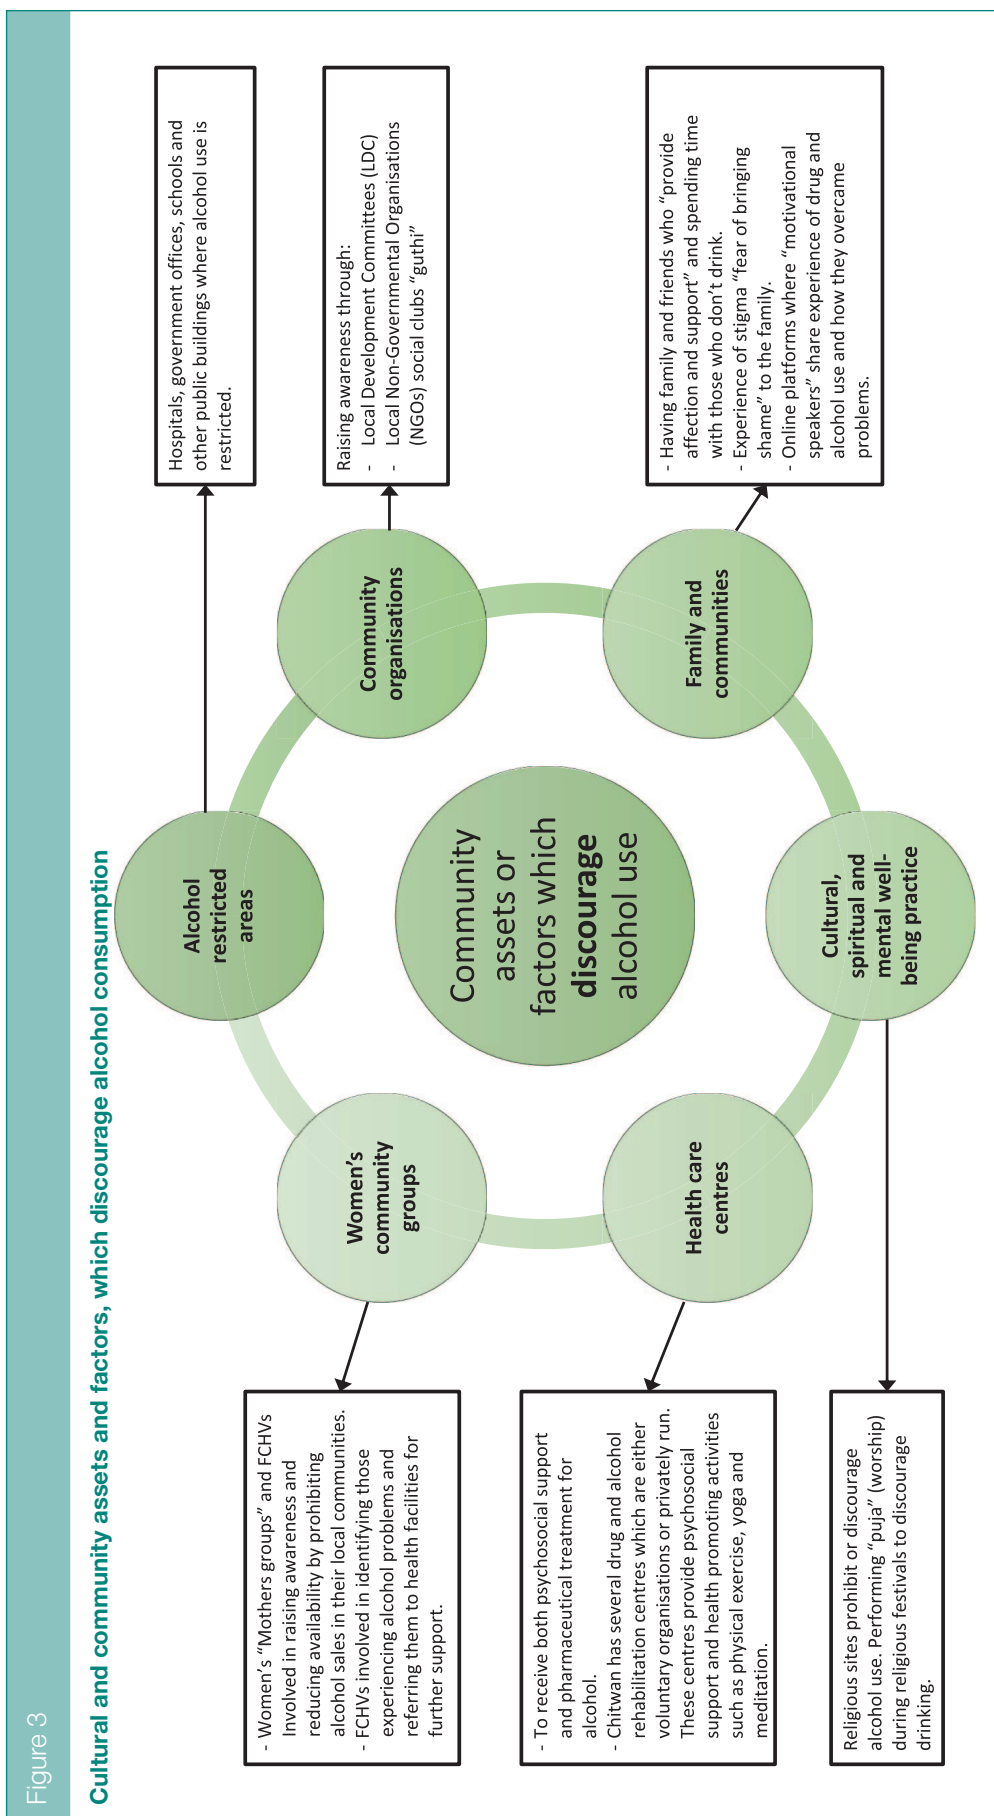 Figure 3
Cultural and community assets and factors, which discourage alcohol consumption
Community
assets or
factors which
discourage
alcohol use
Alcohol
restricted
areas
Hospitals, government offices, schools and
other public buildings where alcohol use is
restricted.
Community
organisations
Raising awareness through:
- Local Development Committees (LDC)
- Local Non-Governmental Organisations
(NGOs) social clubs “guthi”
Family and
communities
- Having family and friends who “provide
affection and support” and spending time
with those who don’t drink.
- Experience of stigma “fear of bringing
shame” to the family.
- Online platforms where “motivational
speakers” share experience of drug and
alcohol use and how they overcame
problems.
Cultural,
spiritual and
mental well-
being practice
Religious sites prohibit or discourage
alcohol use. Performing “puja” (worship)
during religious festivals to discourage
drinking.
Health care
centres
- To receive both psychosocial support
and pharmaceutical treatment for
alcohol.
- Chitwan has several drug and alcohol
rehabilitation centres which are either
voluntary organisations or privately run.
These centres provide psychosocial
support and health promoting activities
such as physical exercise, yoga and
meditation.
Women’s
community
groups
- Women’s “Mothers groups” and FCHVs
Involved in raising awareness and
reducing availability by prohibiting
alcohol sales in their local communities.
- FCHVs involved in identifying those
experiencing alcohol problems and
referring them to health facilities for
further support.